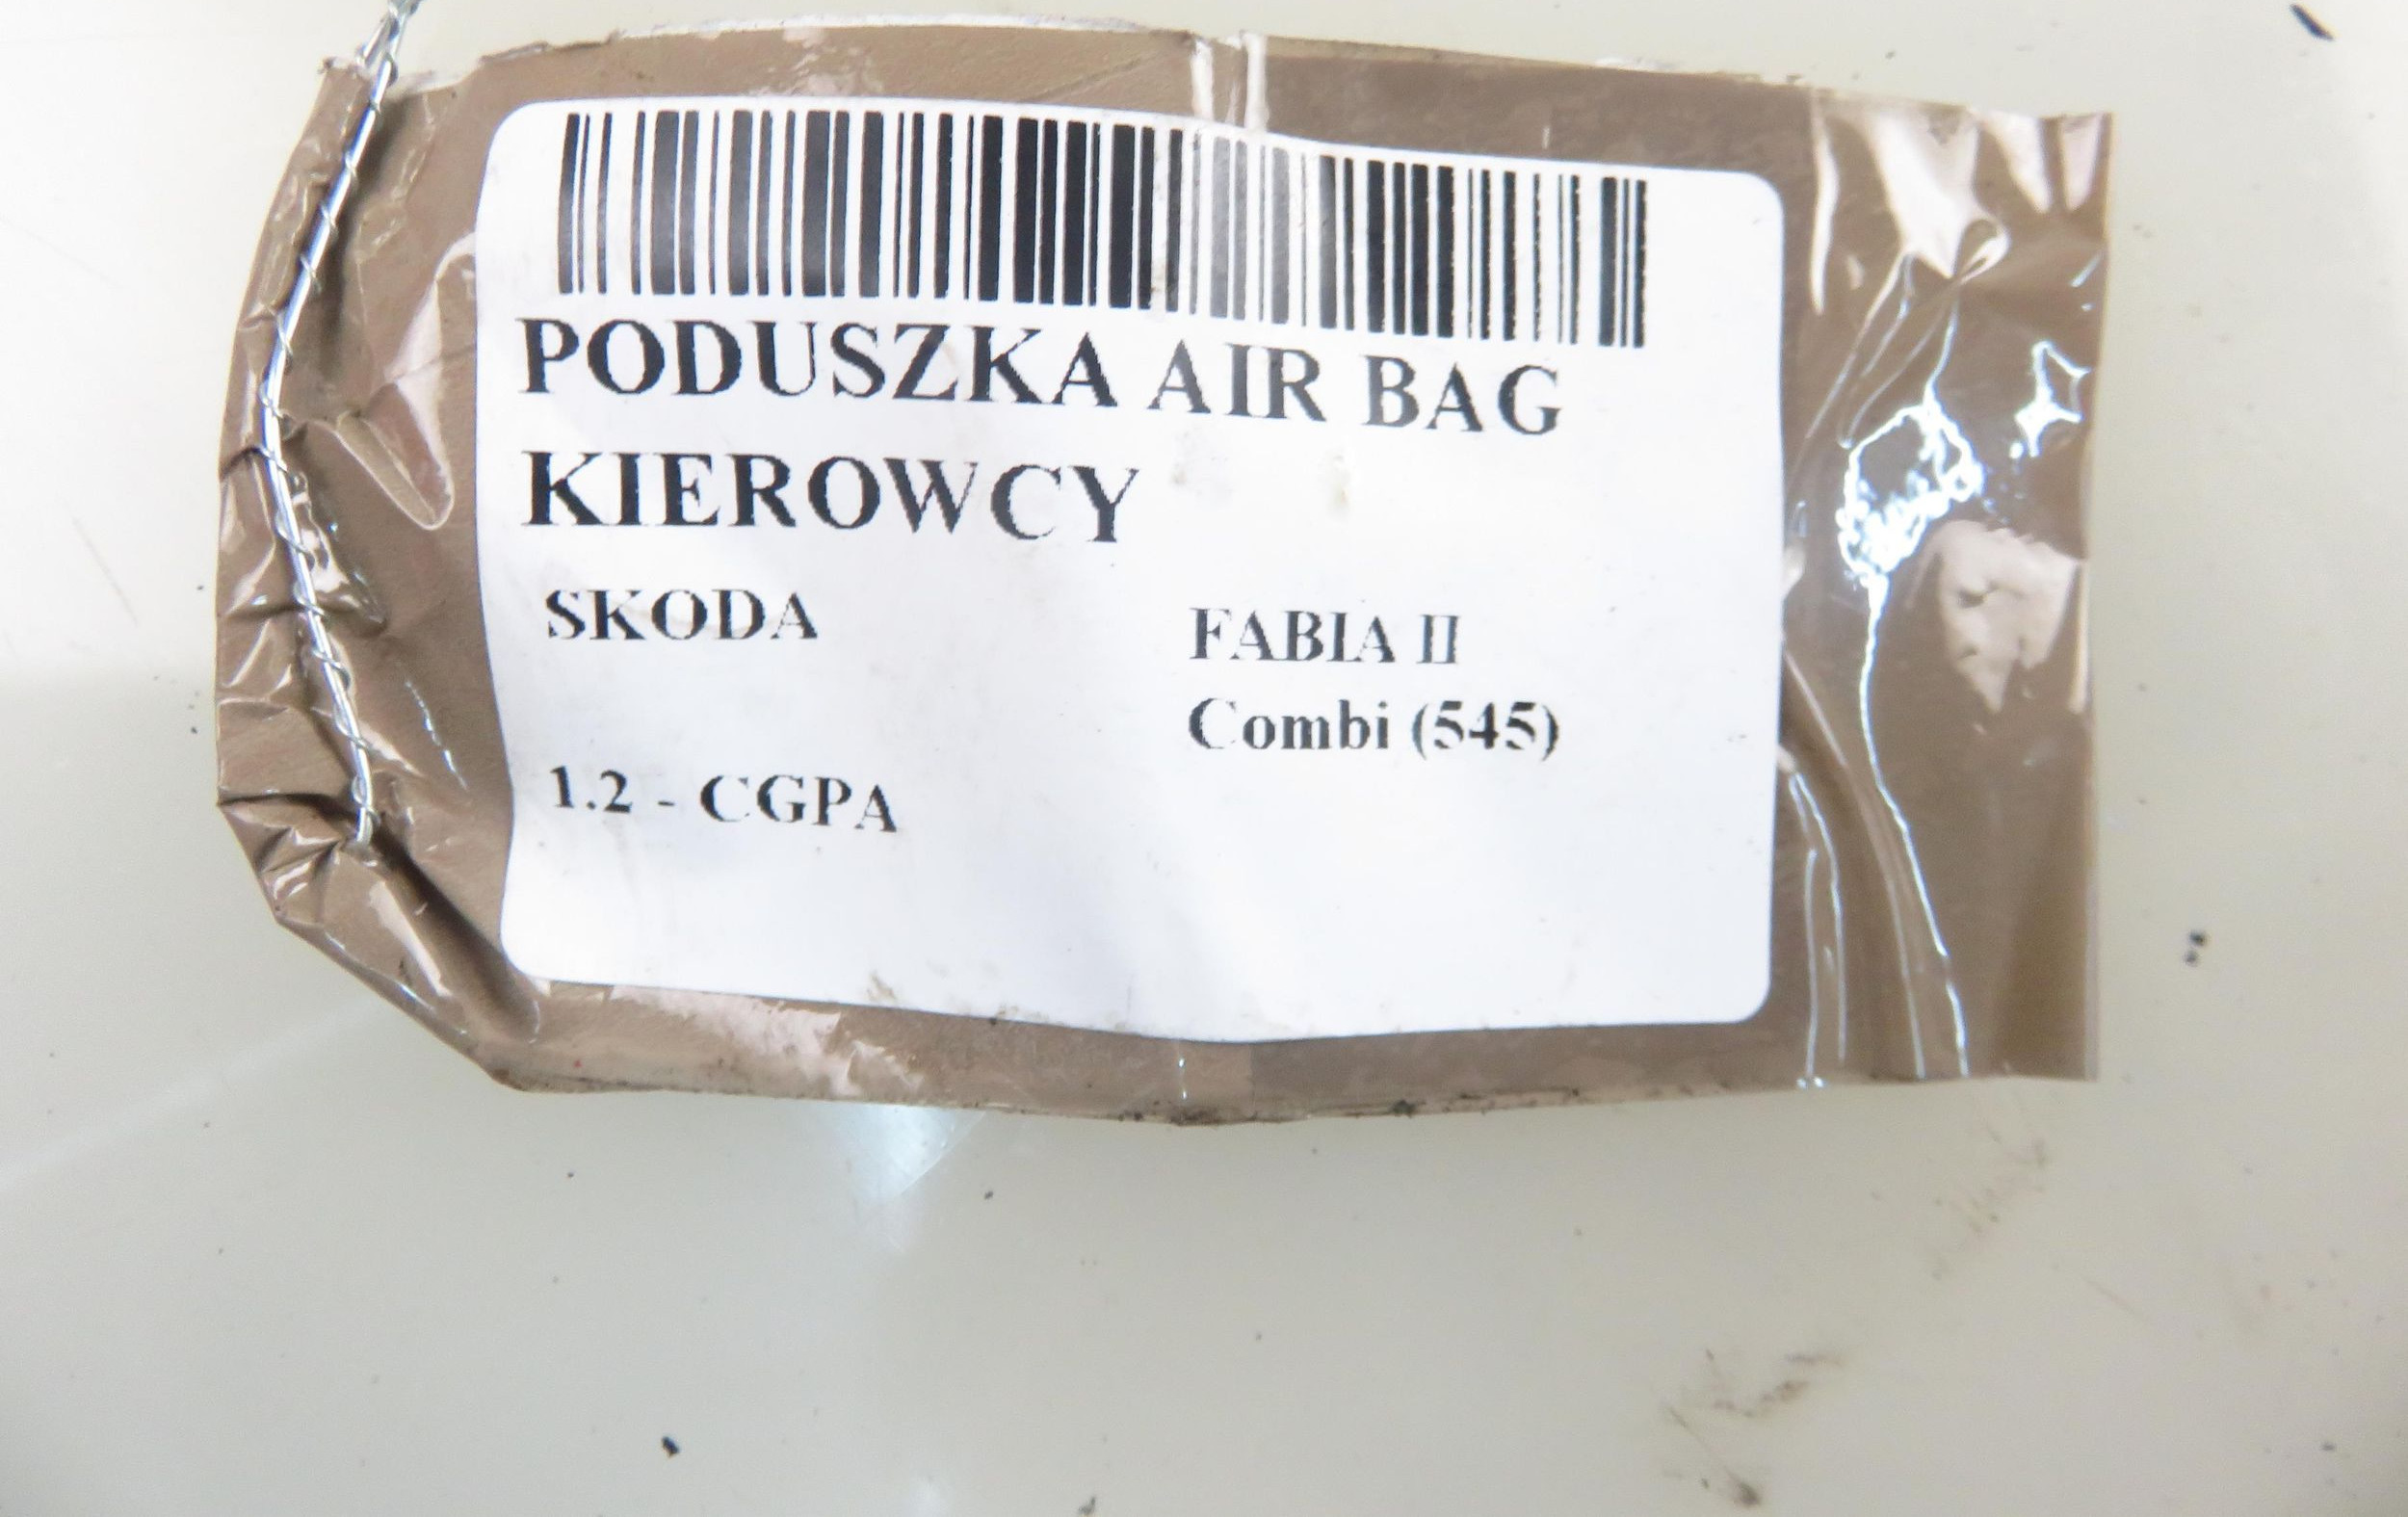 PODUSZKA AIR BAG
KIEROWCY
SKODA
FABIA II
Combi (545)
1.2 - CGPA